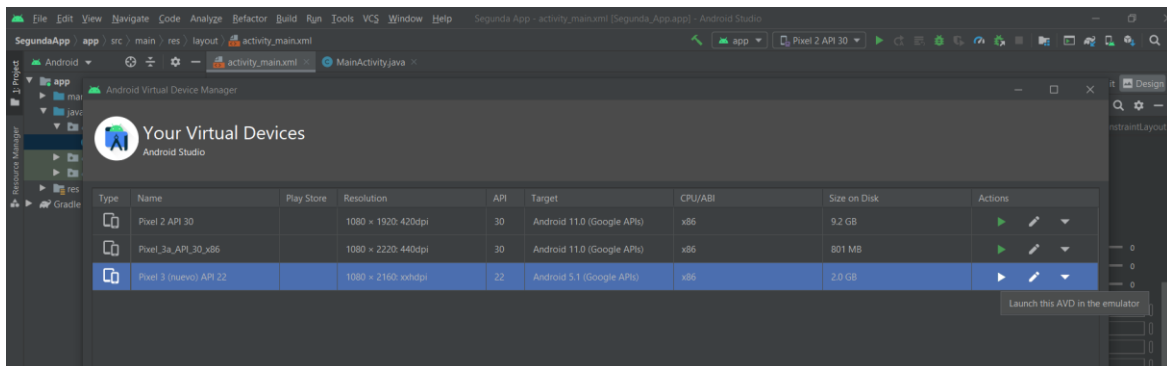 File Edit View Navigate Code Analyze Refactor Build Run Tools VCS Window Help Segunda App - activity_main.xml [Segunda_App.app] - Android Studio
SegundaApp app src main res layout activity_main.xml app Pixel 2 API 30
1: Project Android activity_main.xml MainActivity.java
app Android Virtual Device Manager Design
java
Your Virtual Devices
Android Studio
Resource Manager
res
Gradle
Type Name Play Store Resolution API Target CPU/ABI Size on Disk Actions
Pixel 2 API 30 1080 × 1920: 420dpi 30 Android 11.0 (Google APIs) x86 9.2 GB
Pixel_3a_API_30_x86 1080 × 2220: 440dpi 30 Android 11.0 (Google APIs) x86 801 MB
0
0
Pixel 3 (nuevo) API 22 1080 × 2160: xxhdpi 22 Android 5.1 (Google APIs) x86 2.0 GB
0
Launch this AVD in the emulator